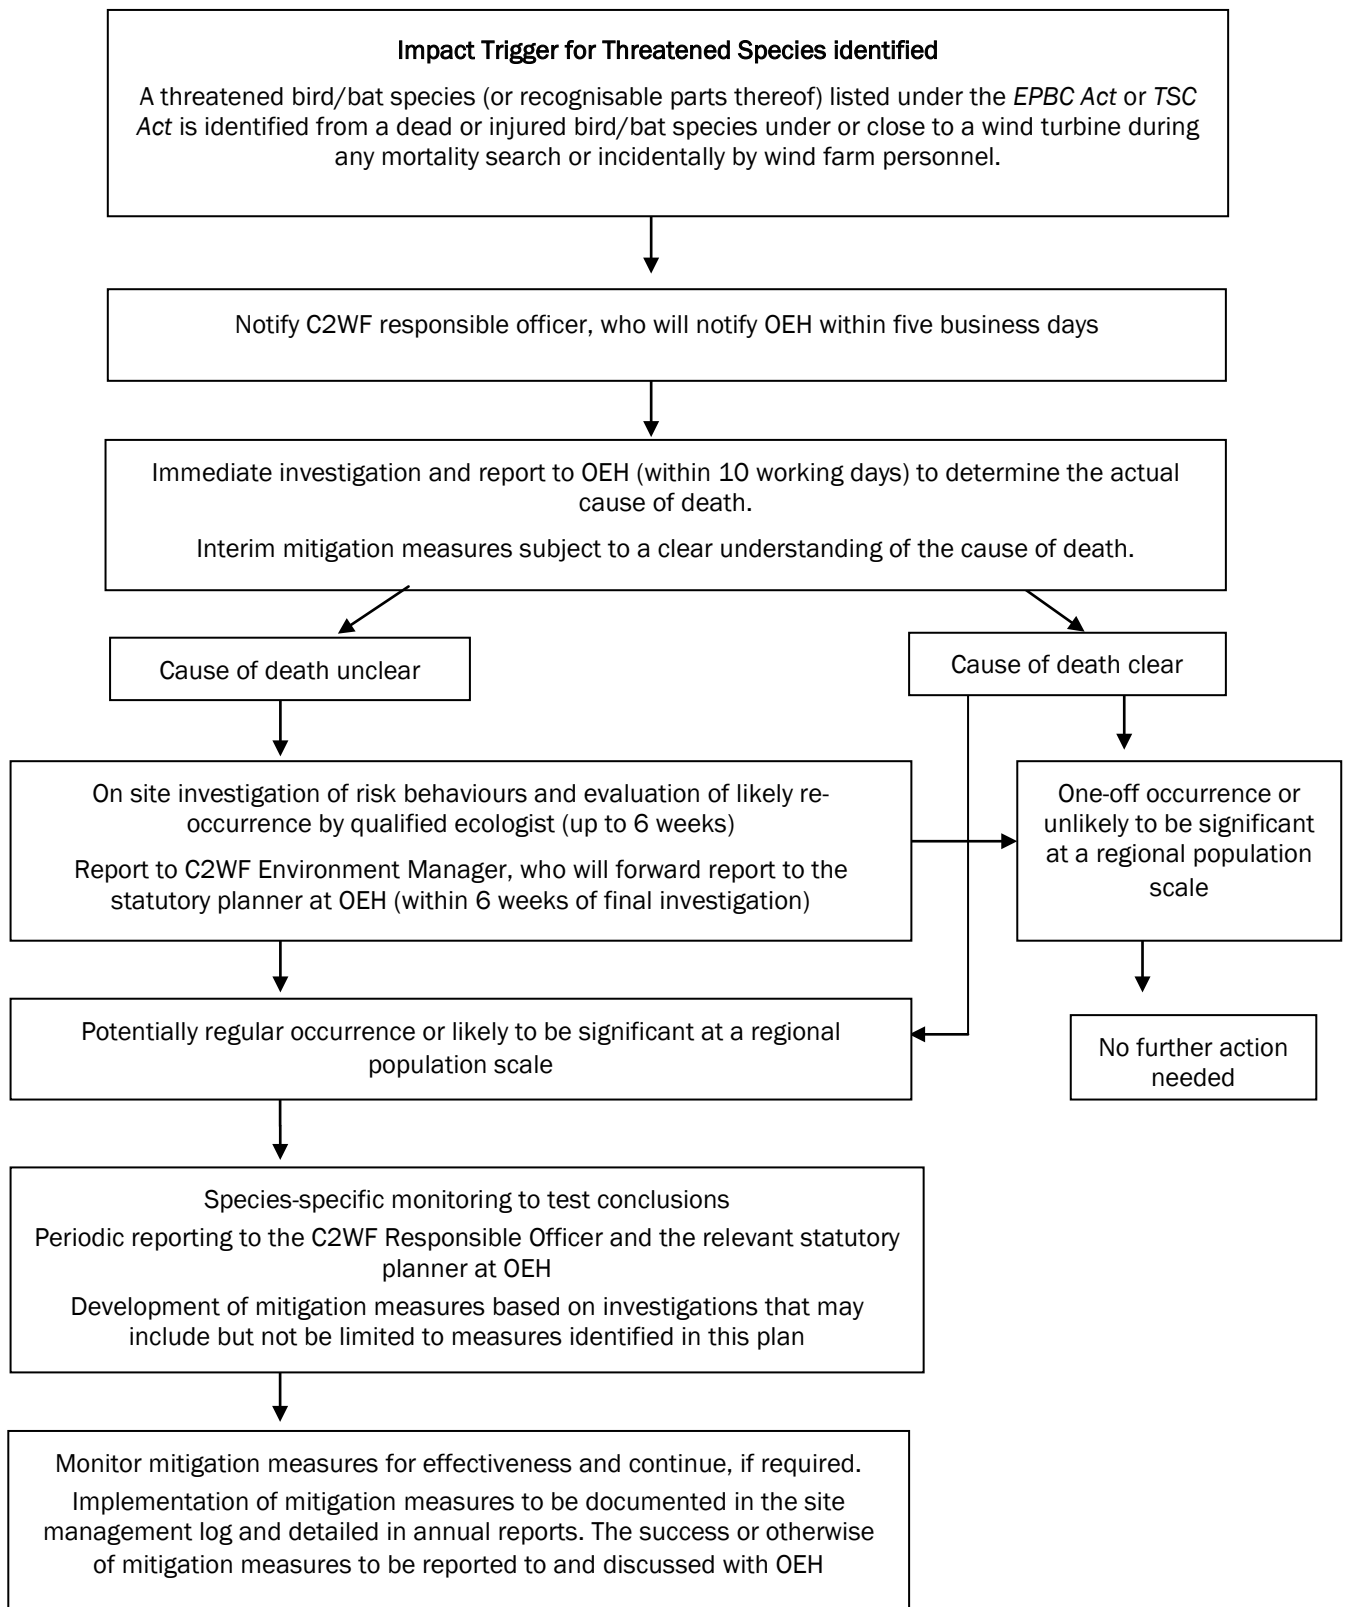 Impact Trigger for Threatened Species identified
A threatened bird/bat species (or recognisable parts thereof) listed under the EPBC Act or TSC
Act is identified from a dead or injured bird/bat species under or close to a wind turbine during
any mortality search or incidentally by wind farm personnel.
Notify C2WF responsible officer, who will notify OEH within five business days
Immediate investigation and report to OEH (within 10 working days) to determine the actual
cause of death.
Interim mitigation measures subject to a clear understanding of the cause of death.
Cause of death unclear
Cause of death clear
On site investigation of risk behaviours and evaluation of likely re-
occurrence by qualified ecologist (up to 6 weeks)
Report to C2WF Environment Manager, who will forward report to the
statutory planner at OEH (within 6 weeks of final investigation)
One-off occurrence or
unlikely to be significant
at a regional population
scale
Potentially regular occurrence or likely to be significant at a regional
population scale
No further action
needed
Species-specific monitoring to test conclusions
Periodic reporting to the C2WF Responsible Officer and the relevant statutory
planner at OEH
Development of mitigation measures based on investigations that may
include but not be limited to measures identified in this plan
Monitor mitigation measures for effectiveness and continue, if required.
Implementation of mitigation measures to be documented in the site
management log and detailed in annual reports. The success or otherwise
of mitigation measures to be reported to and discussed with OEH